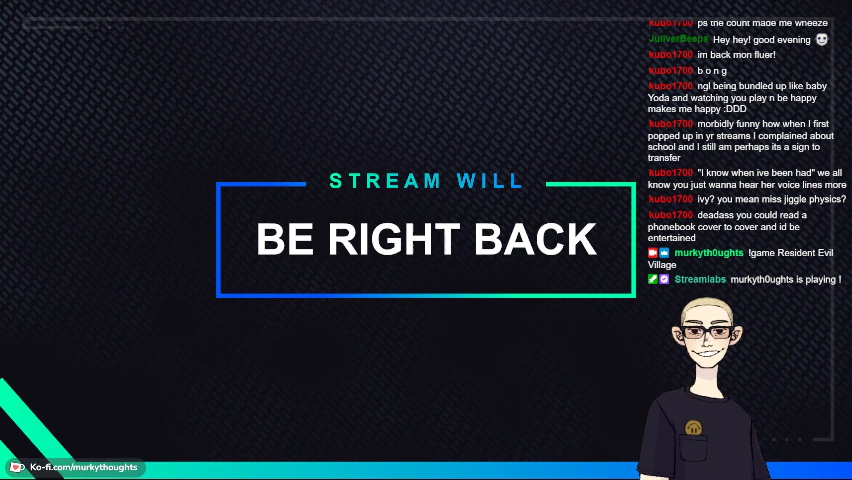 STREAM WILL
BE RIGHT BACK
kubo1700 ps the count made me wheeze
JuliverBeeps Hey hey! good evening
kubo1700 im back mon fluer!
kubo1700 b o n g
kubo1700 ngl being bundled up like baby
Yoda and watching you play n be happy
makes me happy :DDD
kubo1700 morbidly funny how when I first
popped up in yr streams I complained about
school and I still am perhaps its a sign to
transfer
kubo1700 "I know when ive been had" we all
know you just wanna hear her voice lines more
kubo1700 ivy? you mean miss jiggle physics?
kubo1700 deadass you could read a
phonebook cover to cover and id be
entertained
murkyth0ughts !game Resident Evil
Village
Streamlabs murkyth0ughts is playing !
Ko-fi.com/murkythoughts